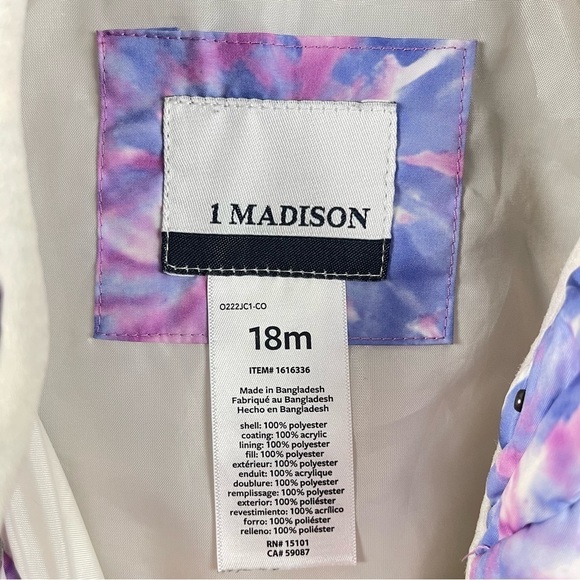 1 MADISON
O222JC1-CO
18m
ITEM# 1616336
Made in Bangladesh
Fabriqué au Bangladesh
Hecho en Bangladesh
shell: 100% polyester
coating: 100% acrylic
lining: 100% polyester
fill: 100% polyester
extérieur: 100% polyester
enduit: 100% acrylique
doublure: 100% polyester
remplissage: 100% polyester
exterior: 100% poliéster
revestimiento: 100% acrílico
forro: 100% poliéster
relleno: 100% poliéster
RN# 15101
CA# 59087